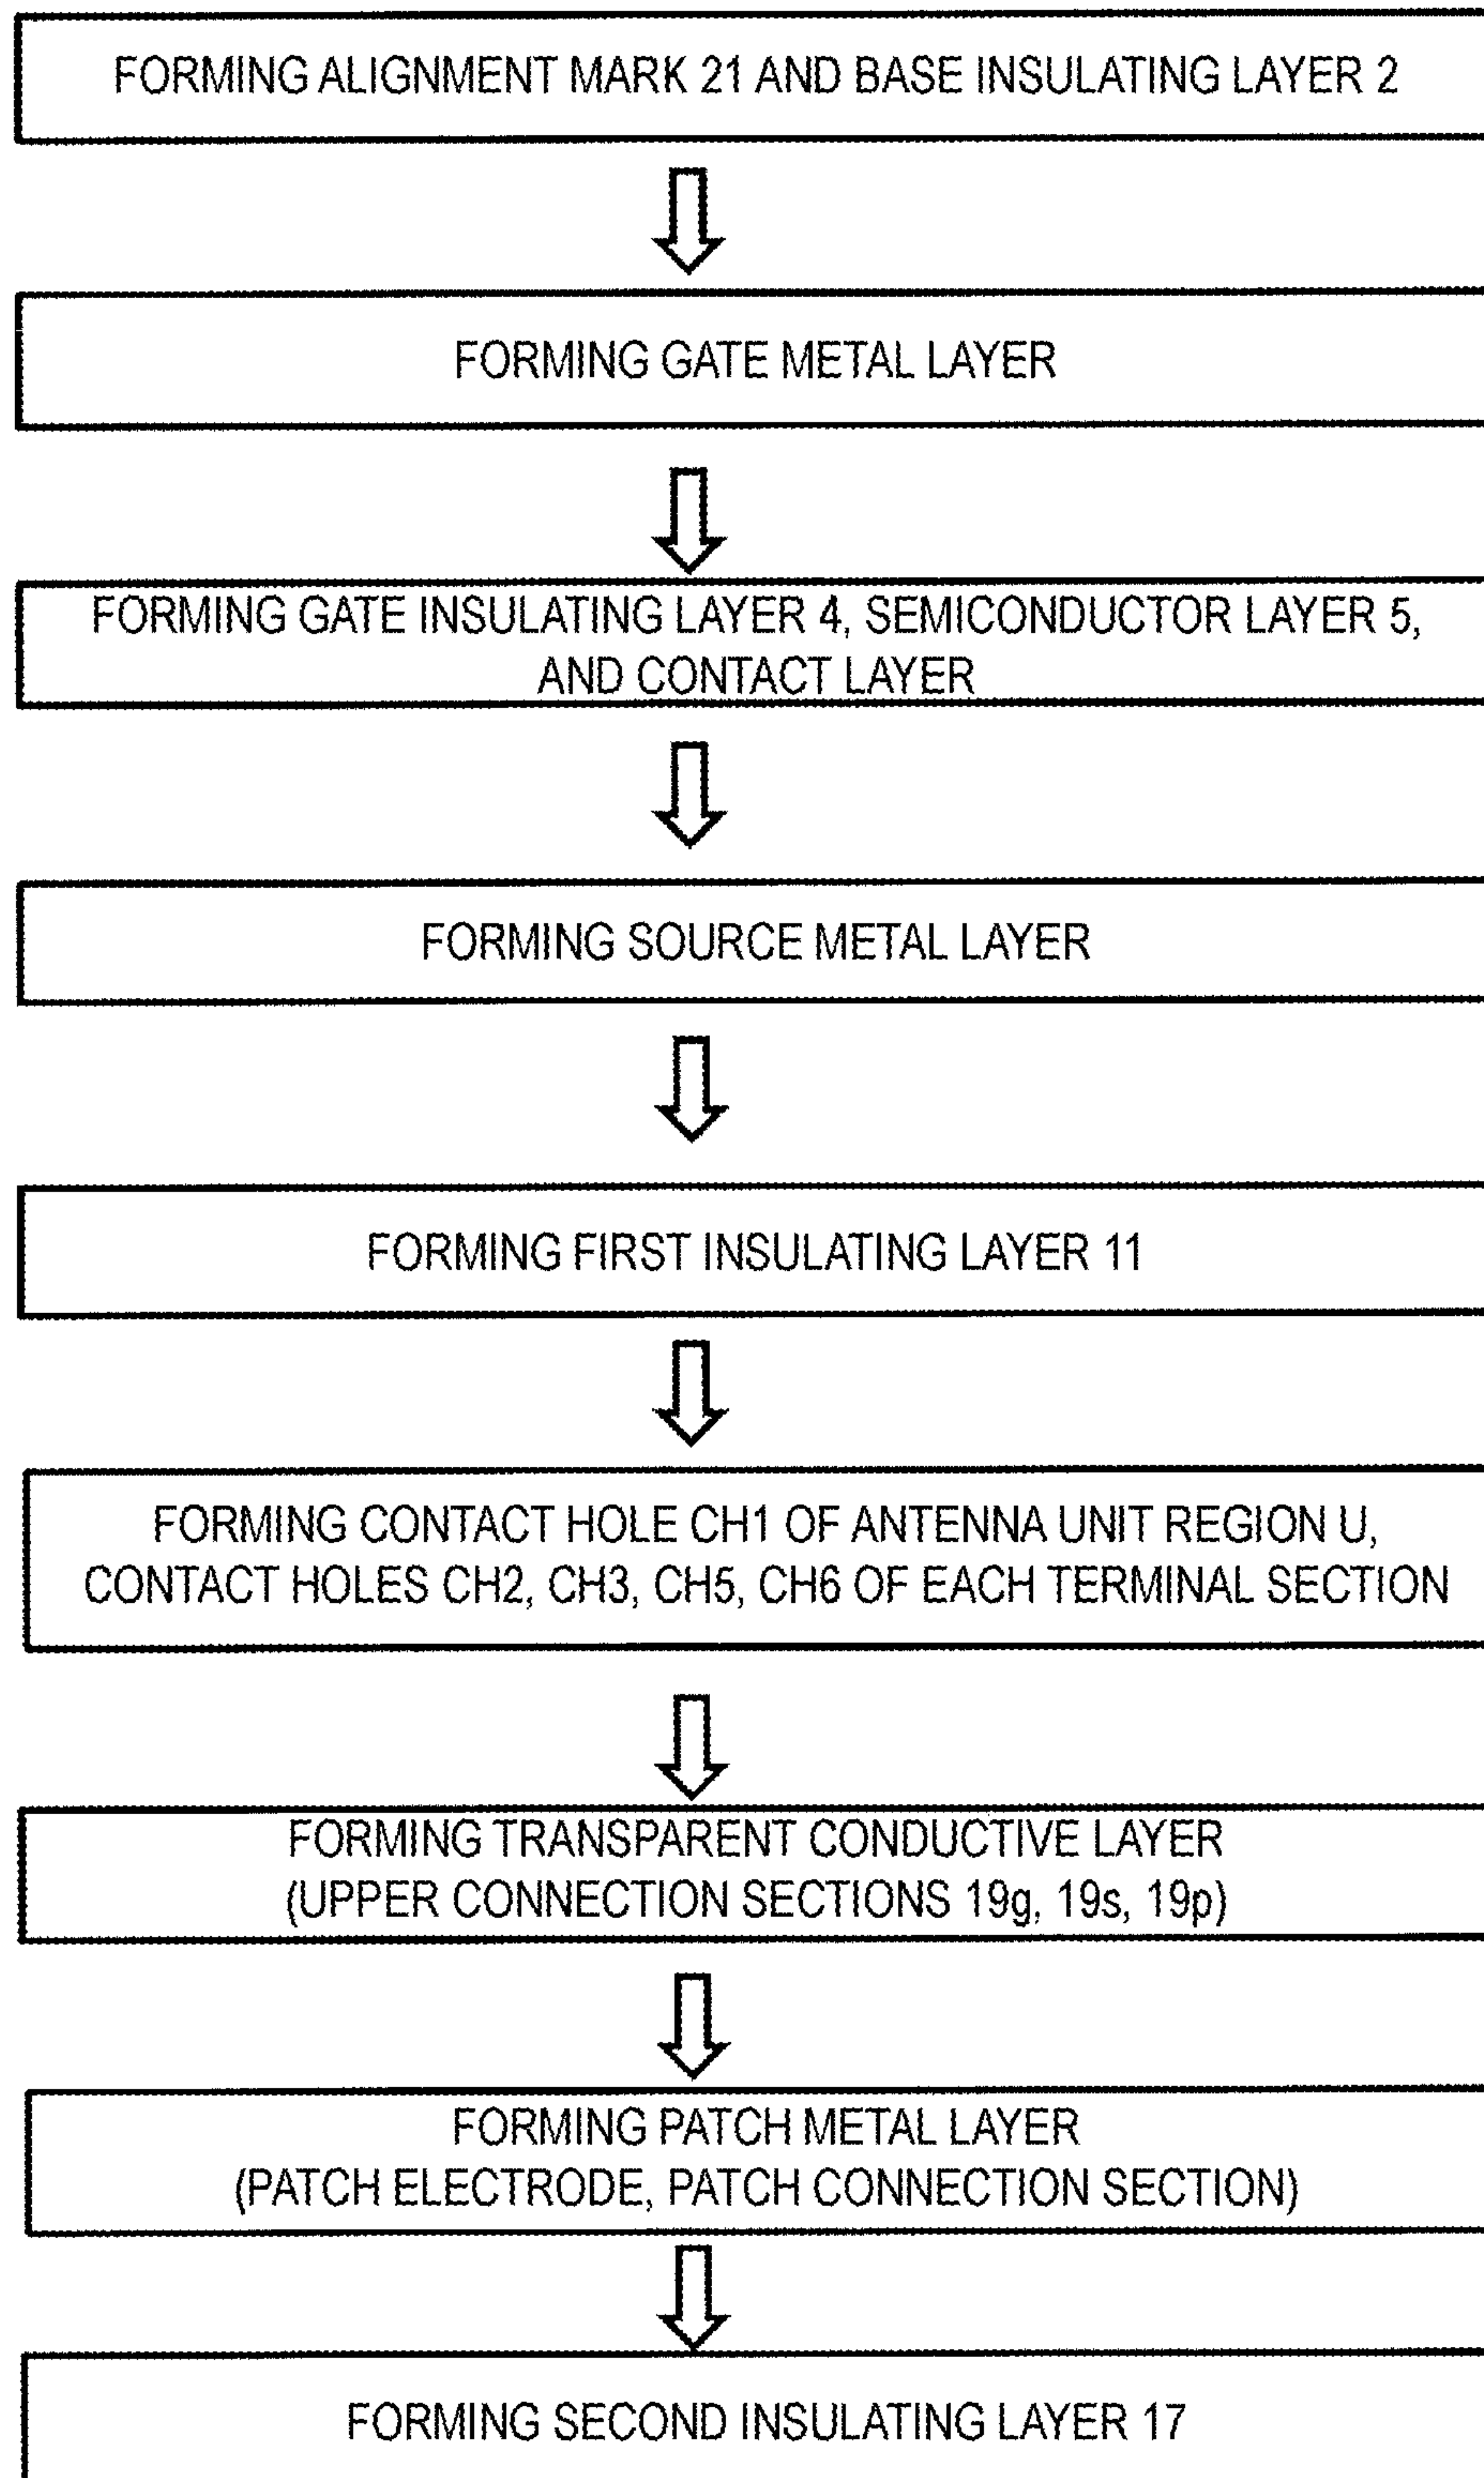 FORMING ALIGNMENT MARK 21 AND BASE INSULATING LAYER 2
FORMING GATE METAL LAYER
FORMING GATE INSULATING LAYER 4, SEMICONDUCTOR LAYER 5,
AND CONTACT LAYER
FORMING SOURCE METAL LAYER
FORMING FIRST INSULATING LAYER 11
FORMING CONTACT HOLE CH1 OF ANTENNA UNIT REGION U,
CONTACT HOLES CH2, CH3, CH5, CH6 OF EACH TERMINAL SECTION
FORMING TRANSPARENT CONDUCTIVE LAYER
(UPPER CONNECTION SECTIONS 19g, 19s, 19p)
FORMING PATCH METAL LAYER
(PATCH ELECTRODE, PATCH CONNECTION SECTION)
FORMING SECOND INSULATING LAYER 17